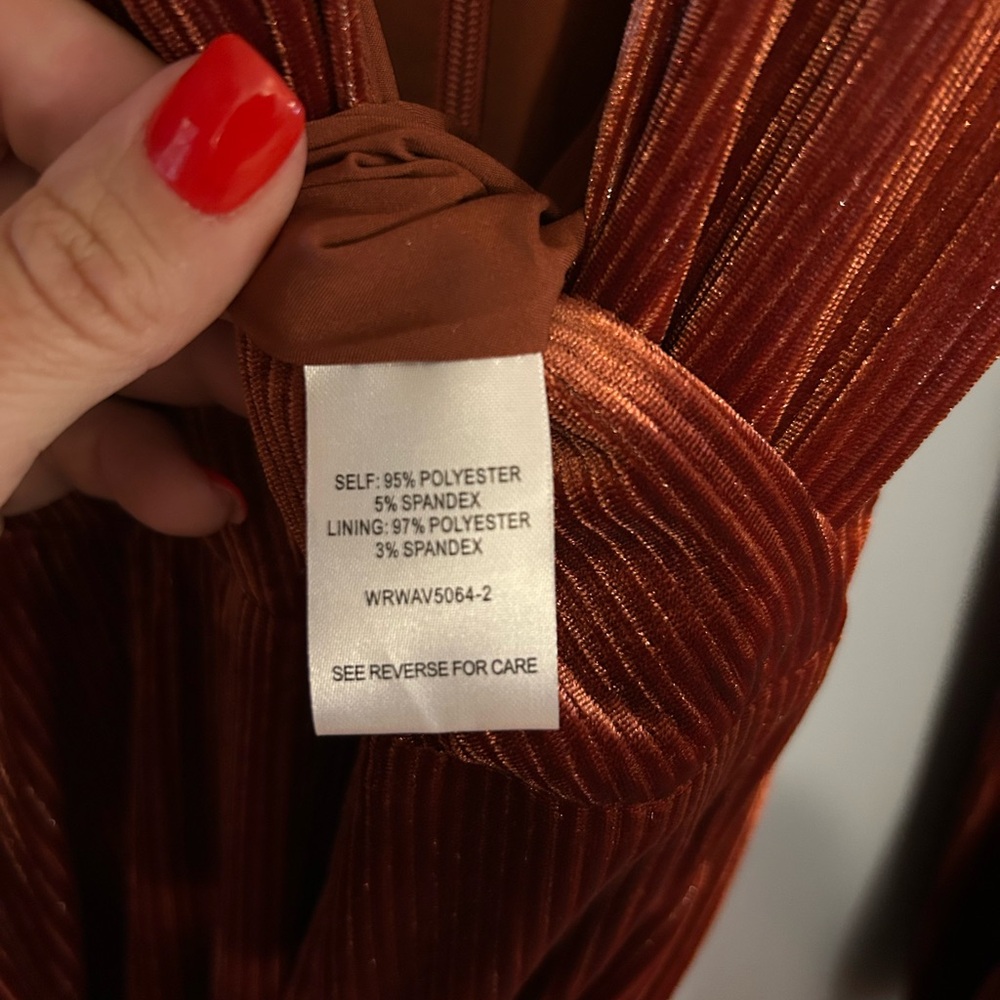 SELF: 95% POLYESTER
5% SPANDEX
LINING: 97% POLYESTER
3% SPANDEX
WRWAV5064-2
SEE REVERSE FOR CARE